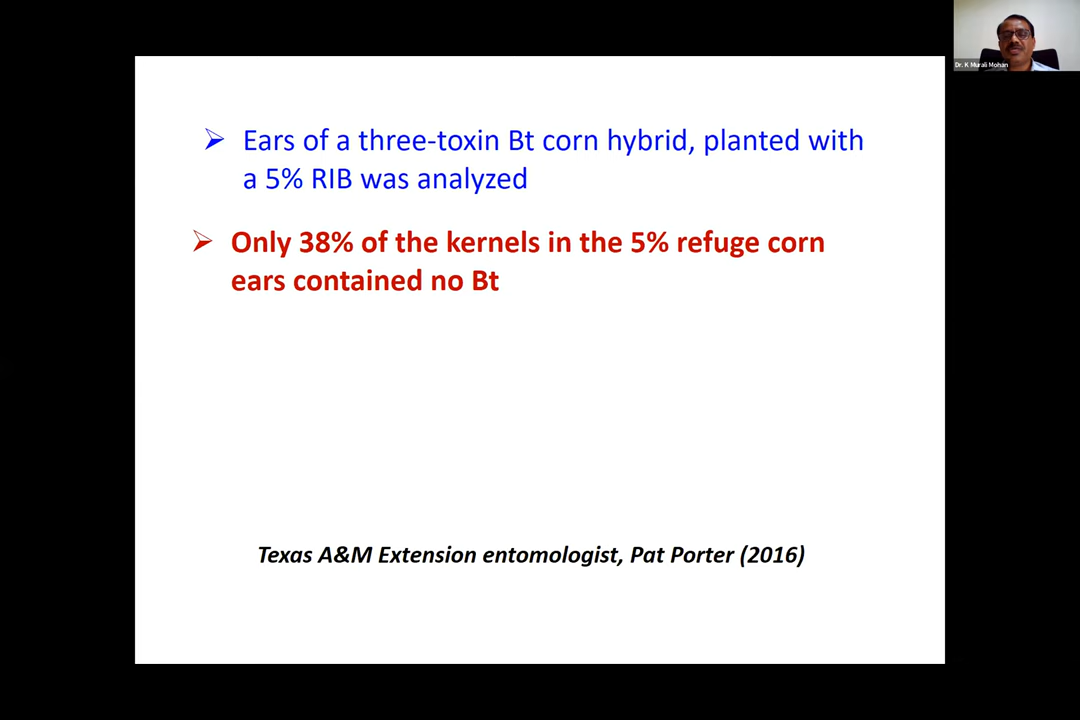 Dr. K Murali Mohan
➢ Ears of a three-toxin Bt corn hybrid, planted with
a 5% RIB was analyzed
➢ Only 38% of the kernels in the 5% refuge corn
ears contained no Bt
Texas A&M Extension entomologist, Pat Porter (2016)